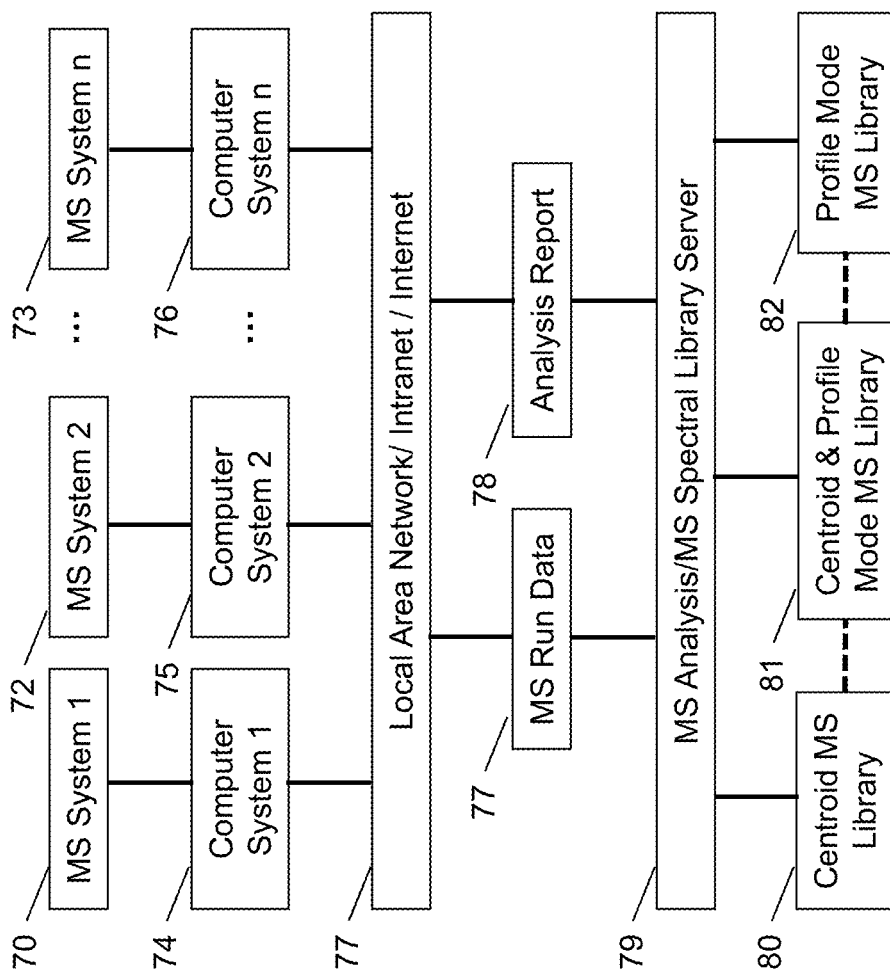 70
MS System 1
72
MS System 2
73
MS System n
...
74
Computer
System 1
75
Computer
System 2
76
Computer
System n
...
77
Local Area Network/ Intranet / Internet
77
MS Run Data
78
Analysis Report
79
MS Analysis/MS Spectral Library Server
80
Centroid MS
Library
81
Centroid & Profile
Mode MS Library
82
Profile Mode
MS Library